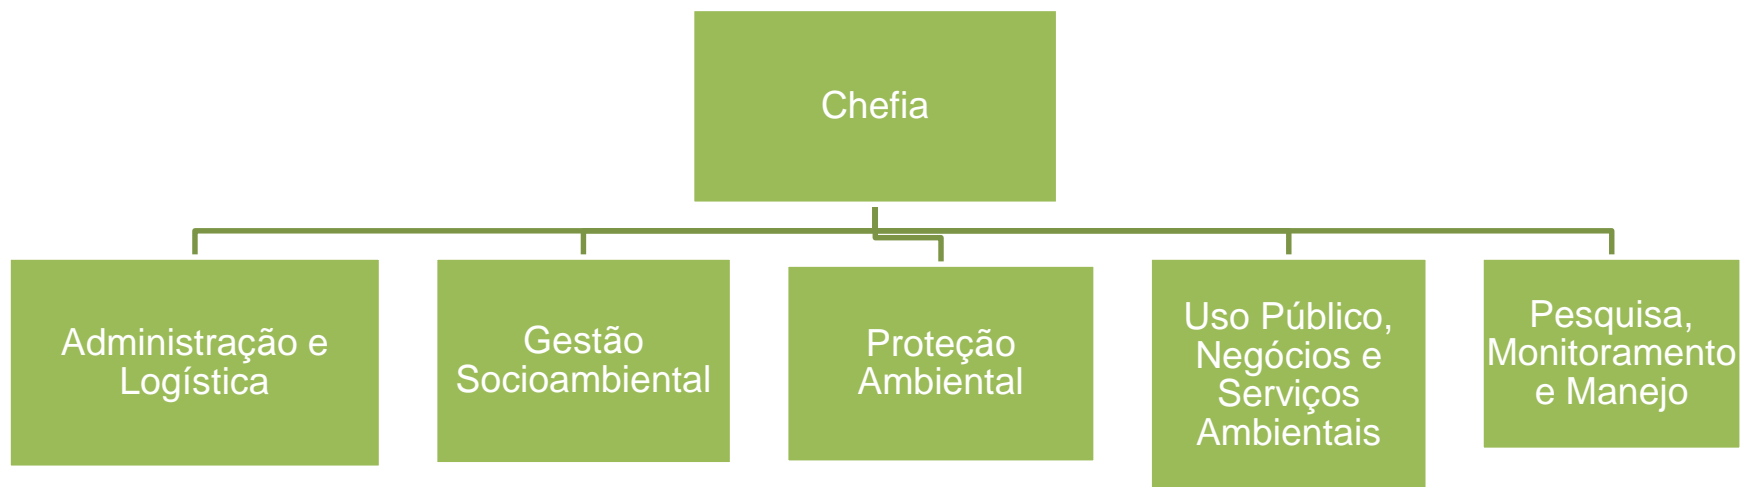 Chefia
Administração e
Logística
Gestão
Socioambiental
Proteção
Ambiental
Uso Público,
Negócios e
Serviços
Ambientais
Pesquisa,
Monitoramento
e Manejo